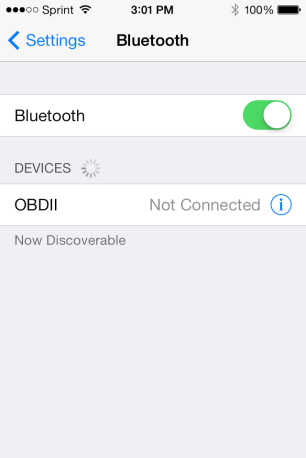 Sprint 3:01 PM 100%
Settings Bluetooth
Bluetooth
DEVICES
OBDII Not Connected
Now Discoverable